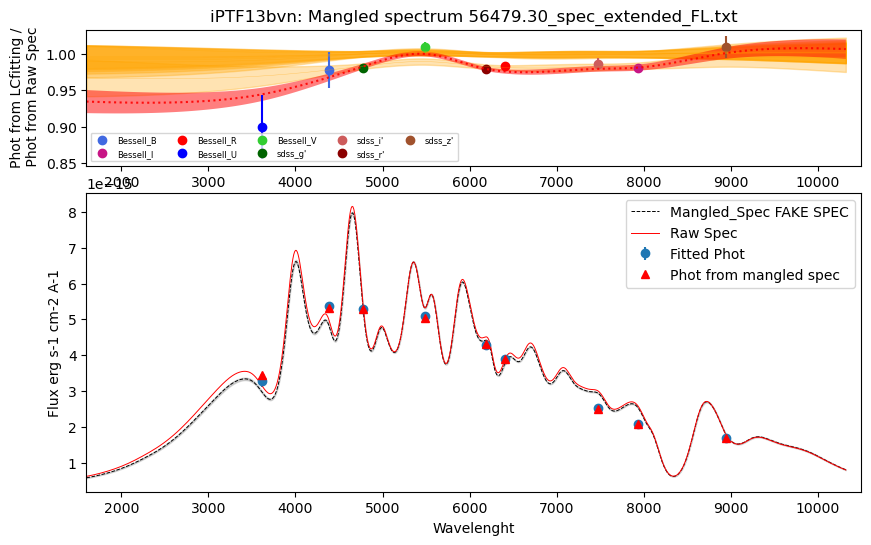 iPTF13bvn: Mangled spectrum 56479.30_spec_extended_FL.txt
Phot from LCfitting /
Phot from Raw Spec
1.00
0.95
0.90
0.85
Bessell_B Bessell_R Bessell_V sdss_i' sdss_z'
Bessell_I Bessell_U sdss_g' sdss_r'
2000 3000 4000 5000 6000 7000 8000 9000 10000
1e−15
Flux erg s-1 cm-2 A-1
8
7
6
5
4
3
2
1
Mangled_Spec FAKE SPEC
Raw Spec
Fitted Phot
Phot from mangled spec
2000 3000 4000 5000 6000 7000 8000 9000 10000
Wavelenght